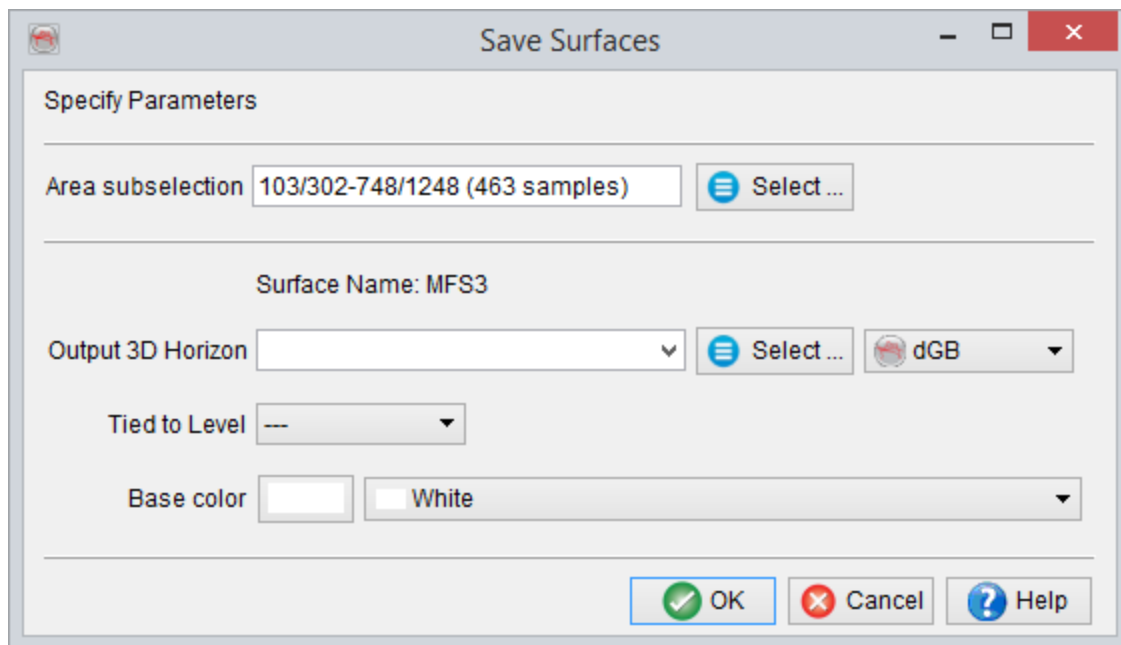 Save Surfaces
Specify Parameters
Area subselection 103/302-748/1248 (463 samples) Select ...
Surface Name: MFS3
Output 3D Horizon Select ... dGB
Tied to Level ---
Base color White
OK Cancel Help